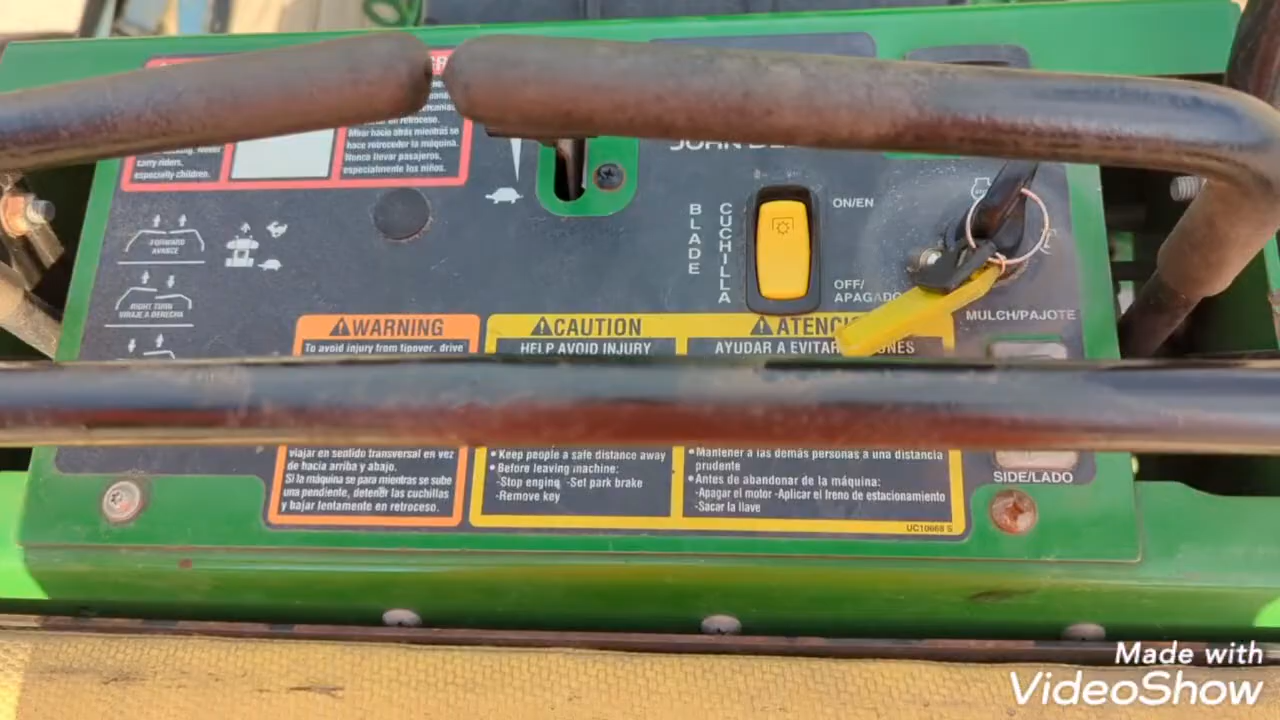 en retroceso.
Mirar hacia atrás mientras se
hace retroceder la máquina.
Nunca llevar pasajeros,
especialmente los niños.
carry riders,
especially children.
FORWARD
AVANCE
RIGHT TURN
VIRAJE A DERECHA
BLADE
CUCHILLA
ON/EN
OFF/
APAGADO
MULCH/PAJOTE
SIDE/LADO
WARNING
To avoid injury from tipover, drive
viajar en sentido transversal en vez
de hacia arriba y abajo.
Si la máquina se para mientras se sube
una pendiente, detener las cuchillas
y bajar lentamente en retroceso.
CAUTION
HELP AVOID INJURY
• Keep people a safe distance away
• Before leaving machine:
-Stop engine -Set park brake
-Remove key
AYUDAR A EVITAR
• Mantener a las demás personas a una distancia
prudente
• Antes de abandonar de la máquina:
-Apagar el motor -Aplicar el freno de estacionamiento
-Sacar la llave
Made with
VideoShow